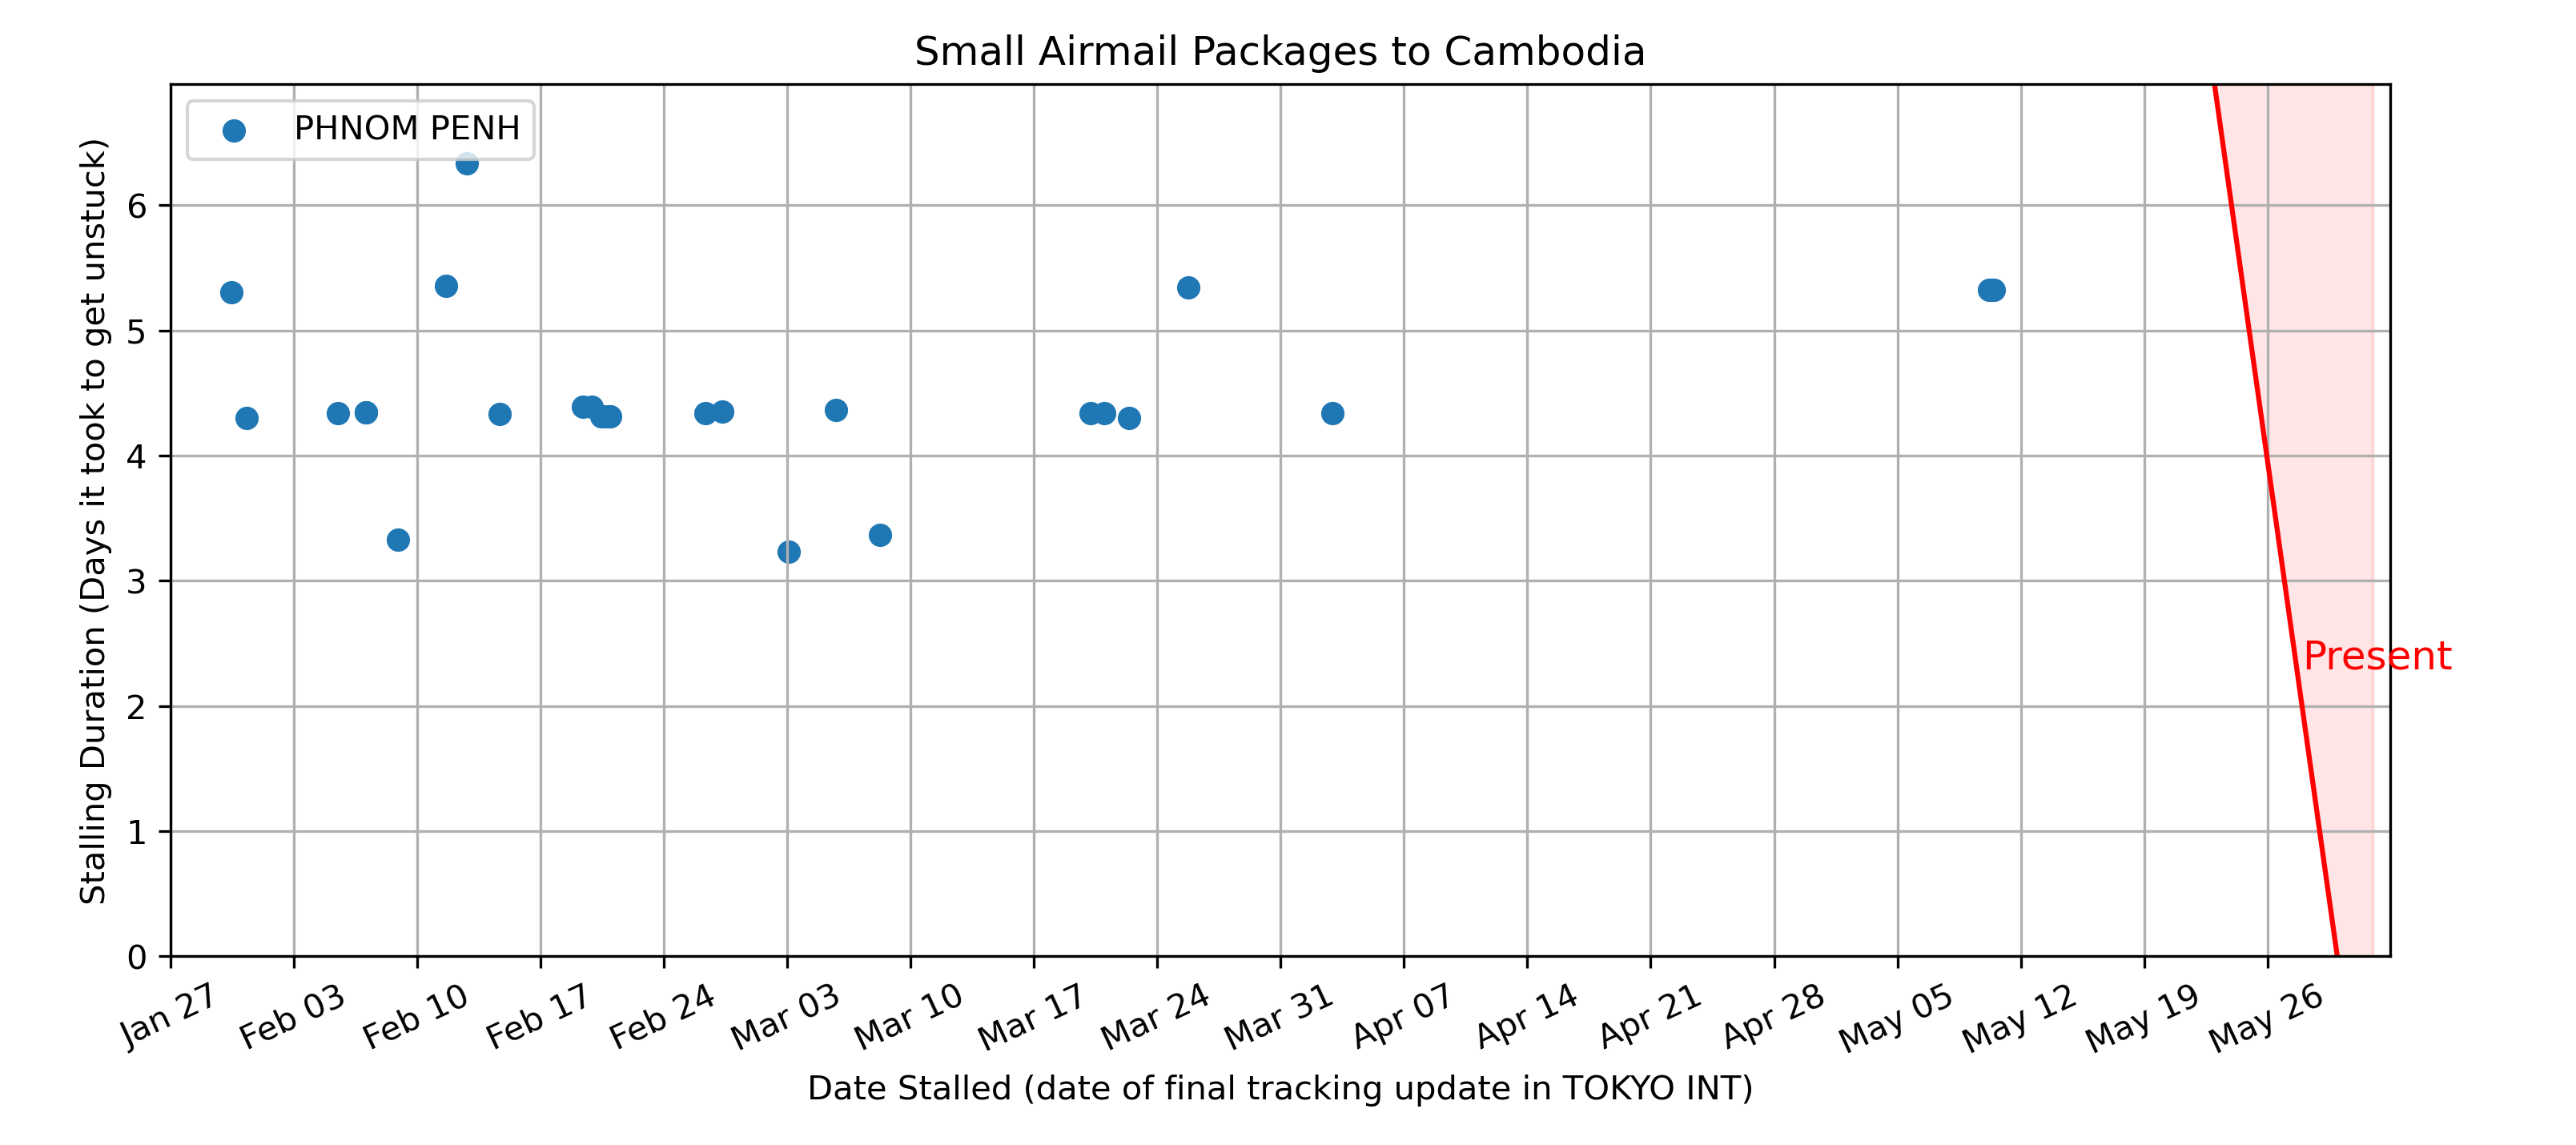 Small Airmail Packages to Cambodia
PHNOM PENH
Stalling Duration (Days it took to get unstuck)
6
5
4
3
2
1
0
Present
Jan 27 Feb 03 Feb 10 Feb 17 Feb 24 Mar 03 Mar 10 Mar 17 Mar 24 Mar 31 Apr 07 Apr 14 Apr 21 Apr 28 May 05 May 12 May 19 May 26
Date Stalled (date of final tracking update in TOKYO INT)